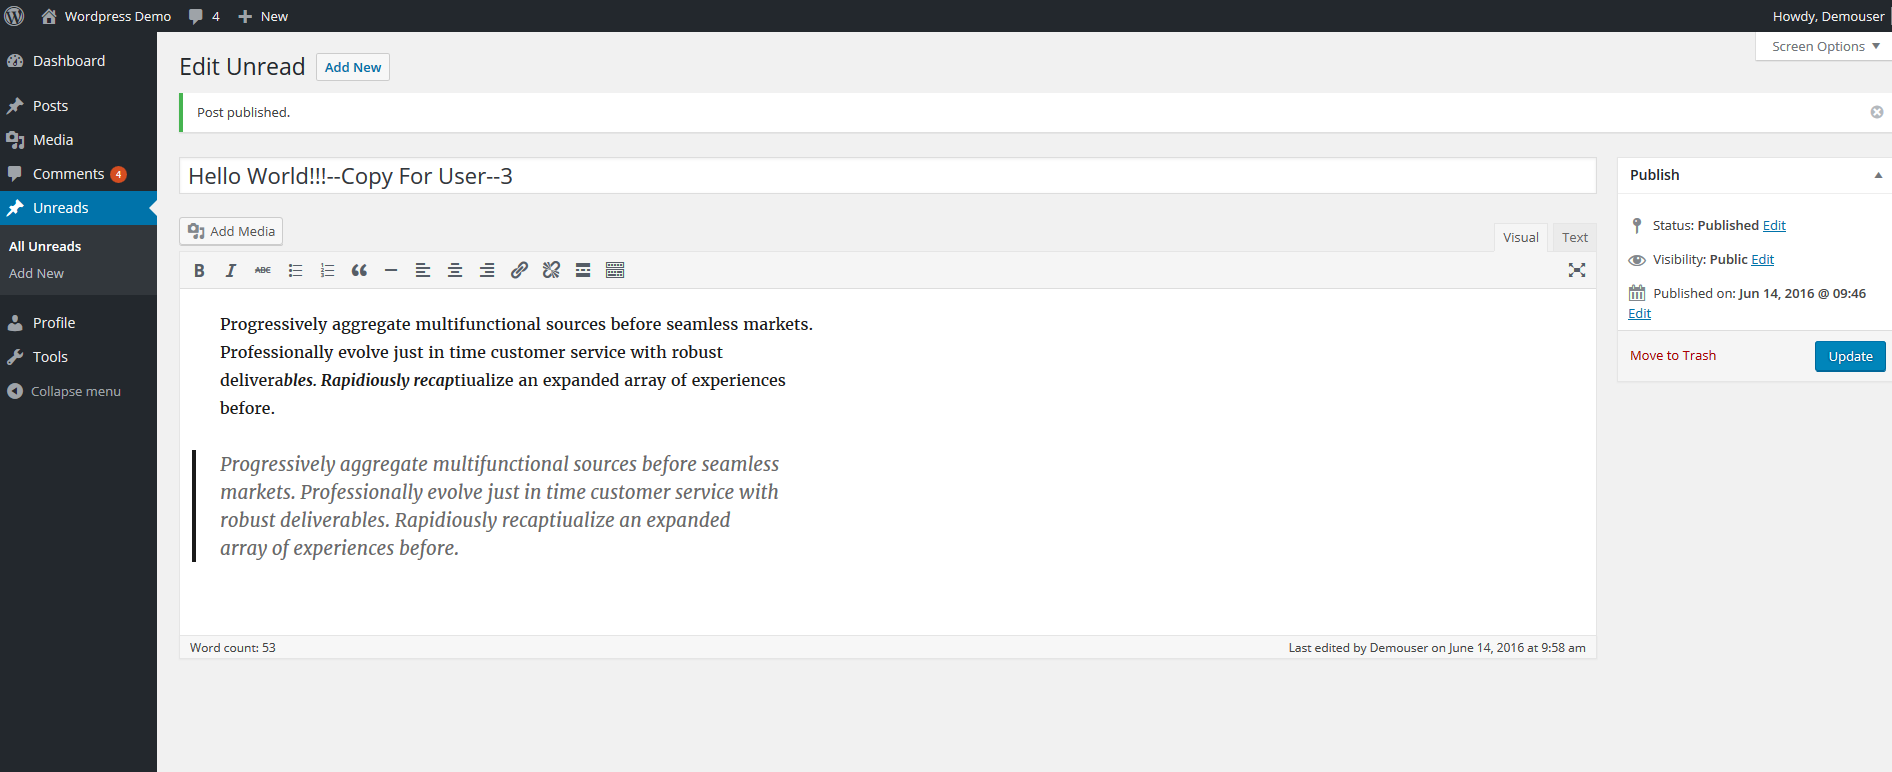 Wordpress Demo 4 New
Howdy, Demouser
Screen Options
Dashboard
Posts
Media
Comments 4
Unreads
All Unreads
Add New
Profile
Tools
Collapse menu
Edit Unread Add New
Post published.
Hello World!!!--Copy For User--3
Add Media
Visual Text
B I ABC
Progressively aggregate multifunctional sources before seamless markets.
Professionally evolve just in time customer service with robust
deliverables. Rapidiously recaptiualize an expanded array of experiences
before.
Progressively aggregate multifunctional sources before seamless
markets. Professionally evolve just in time customer service with
robust deliverables. Rapidiously recaptiualize an expanded
array of experiences before.
Word count: 53
Last edited by Demouser on June 14, 2016 at 9:58 am
Publish
Status: Published Edit
Visibility: Public Edit
Published on: Jun 14, 2016 @ 09:46
Edit
Move to Trash
Update